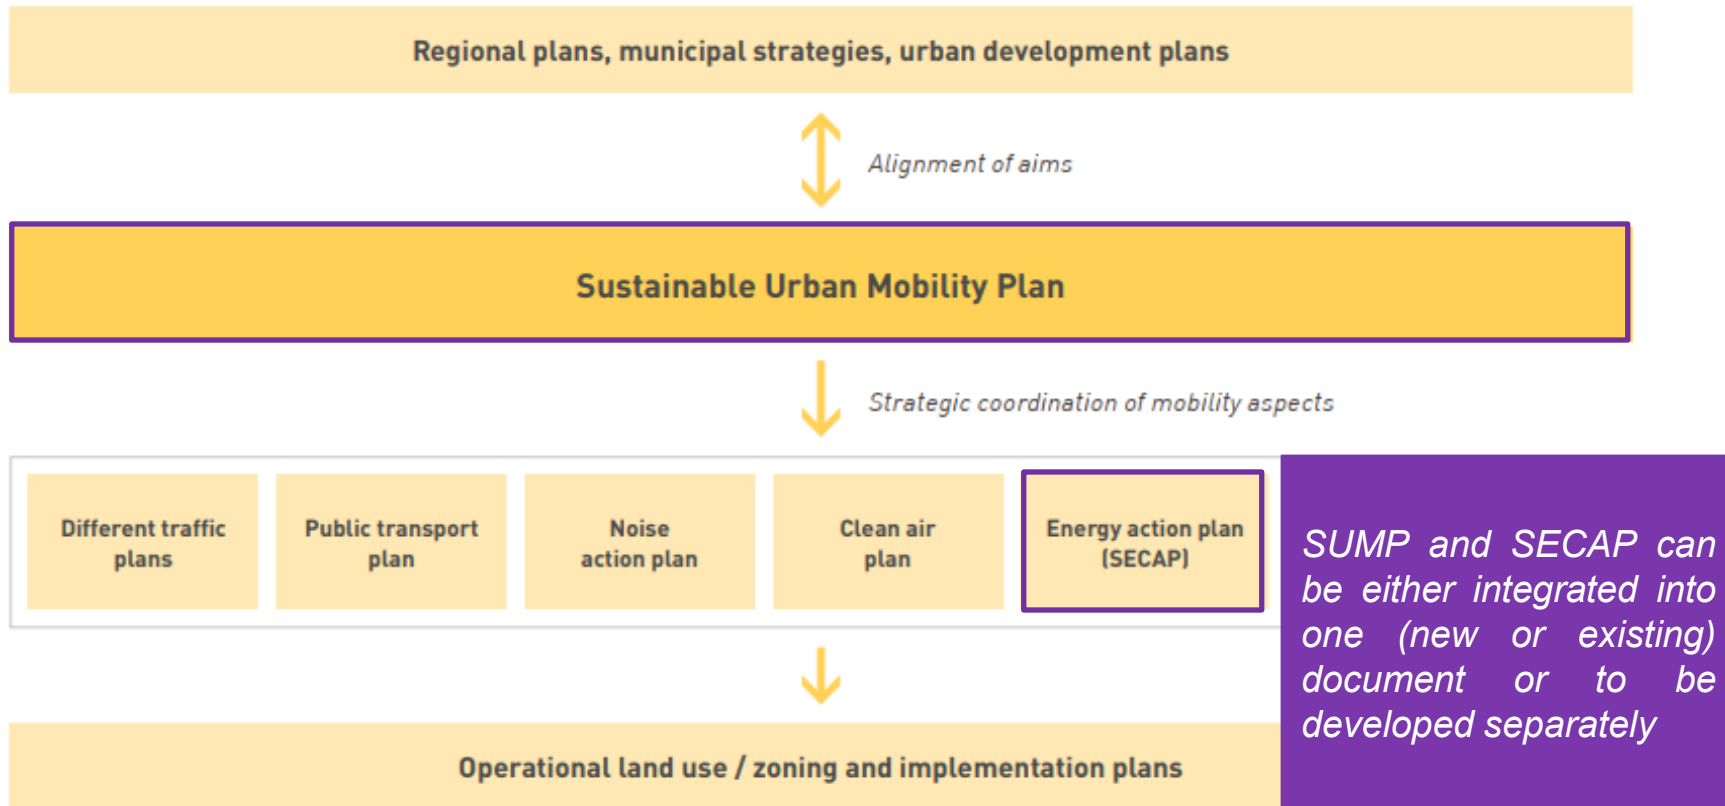 Regional plans, municipal strategies, urban development plans
Alignment of aims
Sustainable Urban Mobility Plan
Strategic coordination of mobility aspects
Different traffic
plans
Public transport
plan
Noise
action plan
Clean air
plan
Energy action plan
(SECAP)
SUMP and SECAP can
be either integrated into
one (new or existing)
document or to be
developed separately
Operational land use / zoning and implementation plans